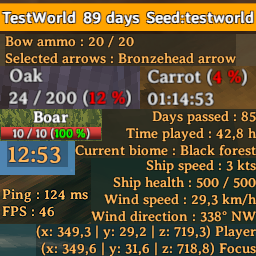 TestWorld 89 days Seed:testworld
Bow ammo : 20 / 20
Selected arrows : Bronzehead arrow
Oak
24 / 200 (12 %)
Carrot (4 %)
01:14:53
Boar
10 / 10 (100 %)
12:53
Days passed : 85
Time played : 42,8 h
Current biome : Black forest
Ship speed : 3 kts
Ship health : 500 / 500
Wind speed : 29,3 km/h
Wind direction : 338° NW
Ping : 124 ms
FPS : 46
(x: 349,3 | y: 29,2 | z: 719,3) Player
(x: 349,6 | y: 31,6 | z: 718,8) Focus